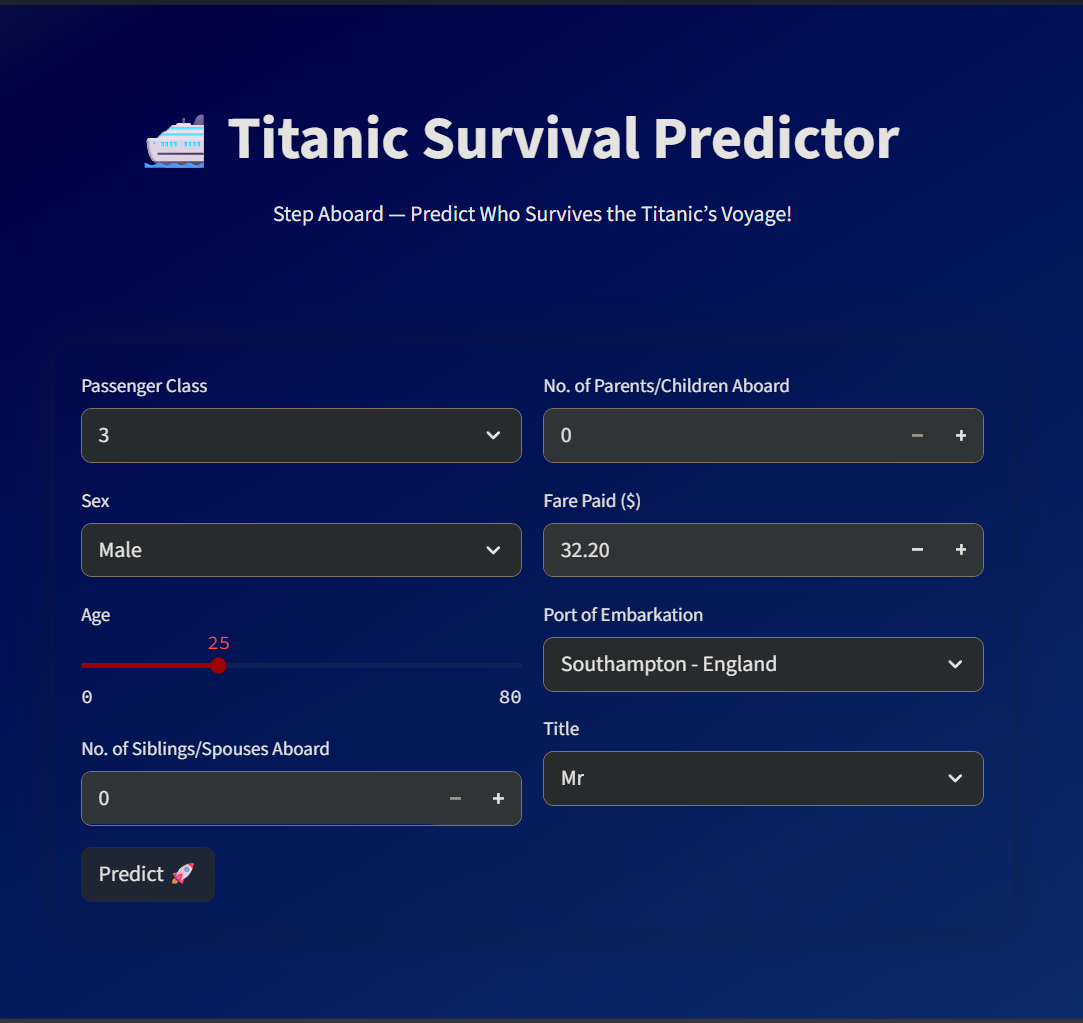 Titanic Survival Predictor
Step Aboard — Predict Who Survives the Titanic’s Voyage!
Passenger Class
3
Sex
Male
Age
25
0 80
No. of Siblings/Spouses Aboard
0
Predict 🚀
No. of Parents/Children Aboard
0
Fare Paid ($)
32.20
Port of Embarkation
Southampton - England
Title
Mr